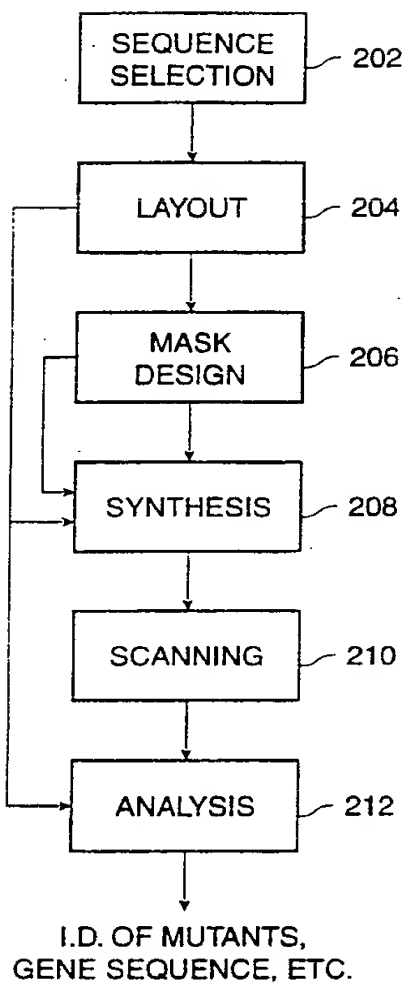 SEQUENCE
SELECTION
202
LAYOUT
204
MASK
DESIGN
206
SYNTHESIS
208
SCANNING
210
ANALYSIS
212
I.D. OF MUTANTS,
GENE SEQUENCE, ETC.